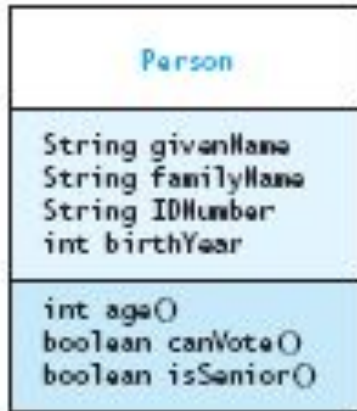 Person
String givenName
String familyName
String IDNumber
int birthYear
int age()
boolean canVote()
boolean isSenior()